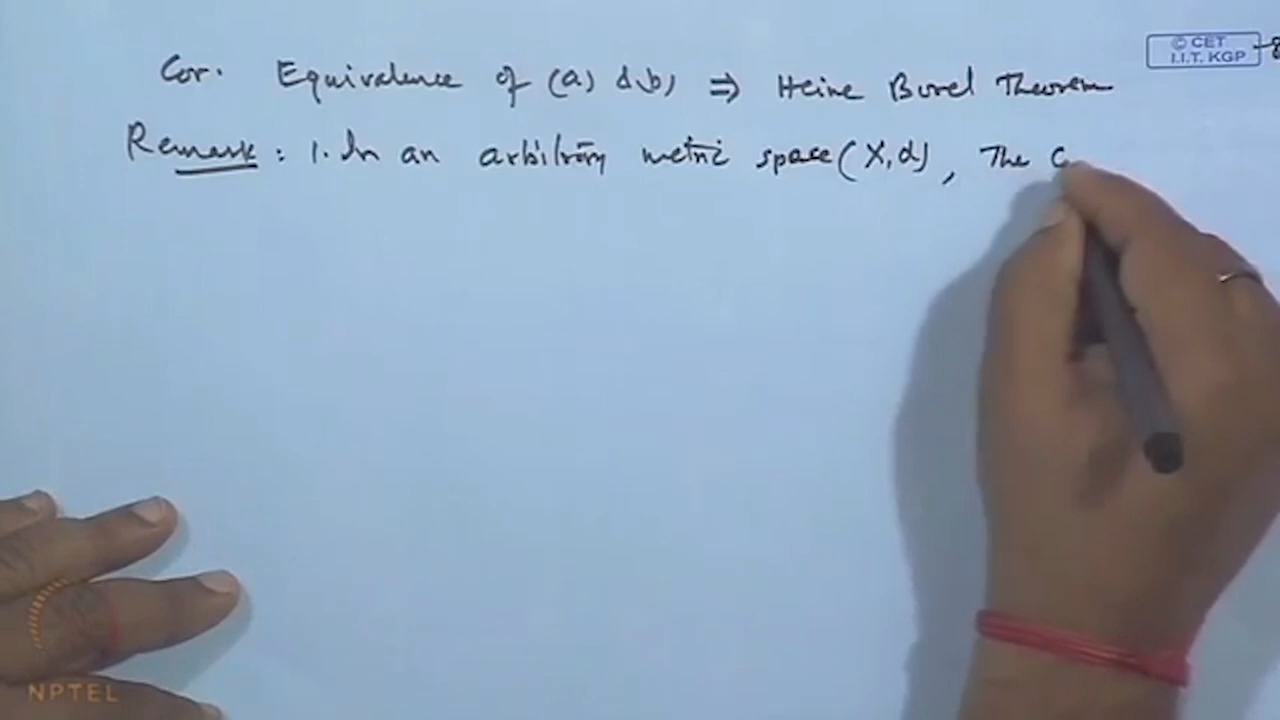 Cor. Equivalence of (a) & (b) ⇒ Heine Borel Theorem
Remark : 1. In an arbitrary metric space (X,d), The C
© CET
I.I.T. KGP
NPTEL